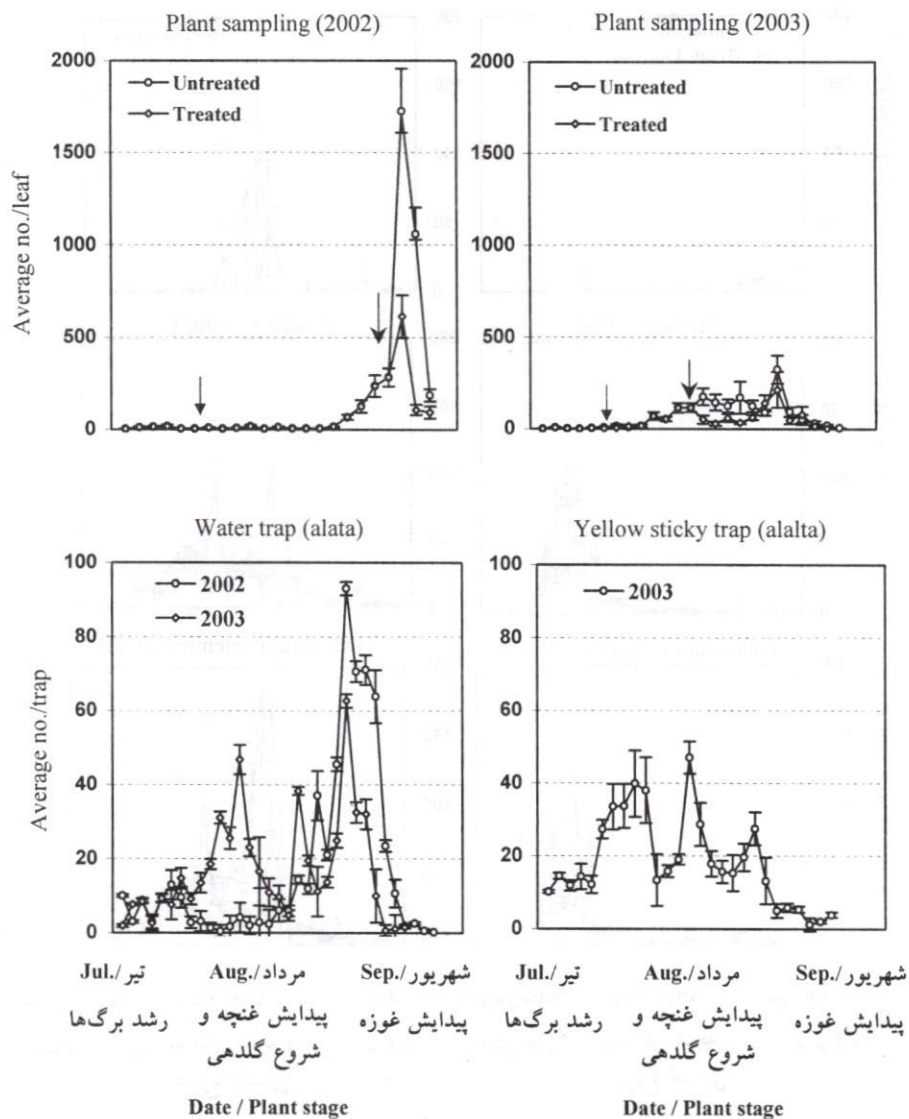 Plant sampling (2002)
Plant sampling (2003)
Average no./leaf
2000
1500
1000
500
0
Untreated
Treated
2000
1500
1000
500
0
Untreated
Treated
Water trap (alata)
Yellow sticky trap (alalta)
Average no./trap
100
80
60
40
20
0
2002
2003
100
80
60
40
20
0
2003
Jul./تیر Aug./مرداد Sep./شهریور
رشد برگ‌ها پیدایش غنچه و پیدایش غوزه
شروع گلدهی
Jul./تیر Aug./مرداد Sep./شهریور
رشد برگ‌ها پیدایش غنچه و پیدایش غوزه
شروع گلدهی
Date / Plant stage
Date / Plant stage